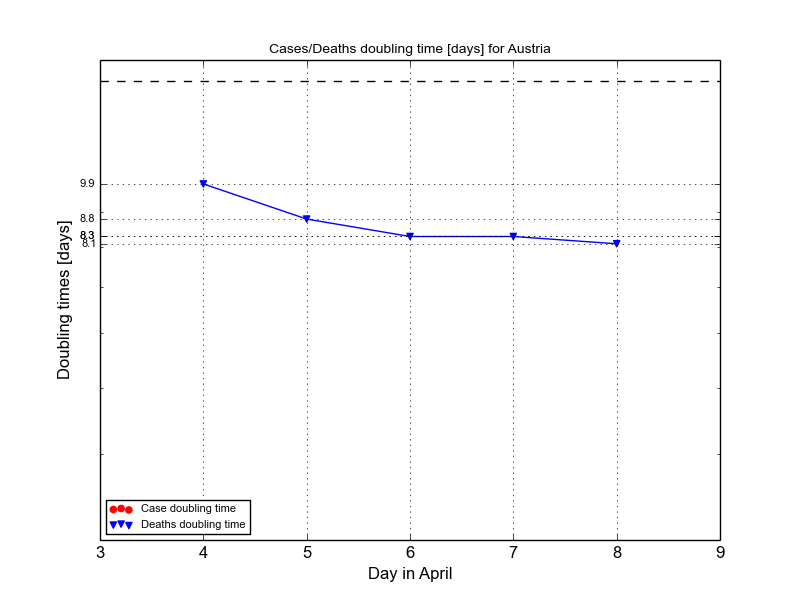 Cases/Deaths doubling time [days] for Austria
Doubling times [days]
9.9
8.8
8.3
8.1
Case doubling time
Deaths doubling time
3 4 5 6 7 8 9
Day in April